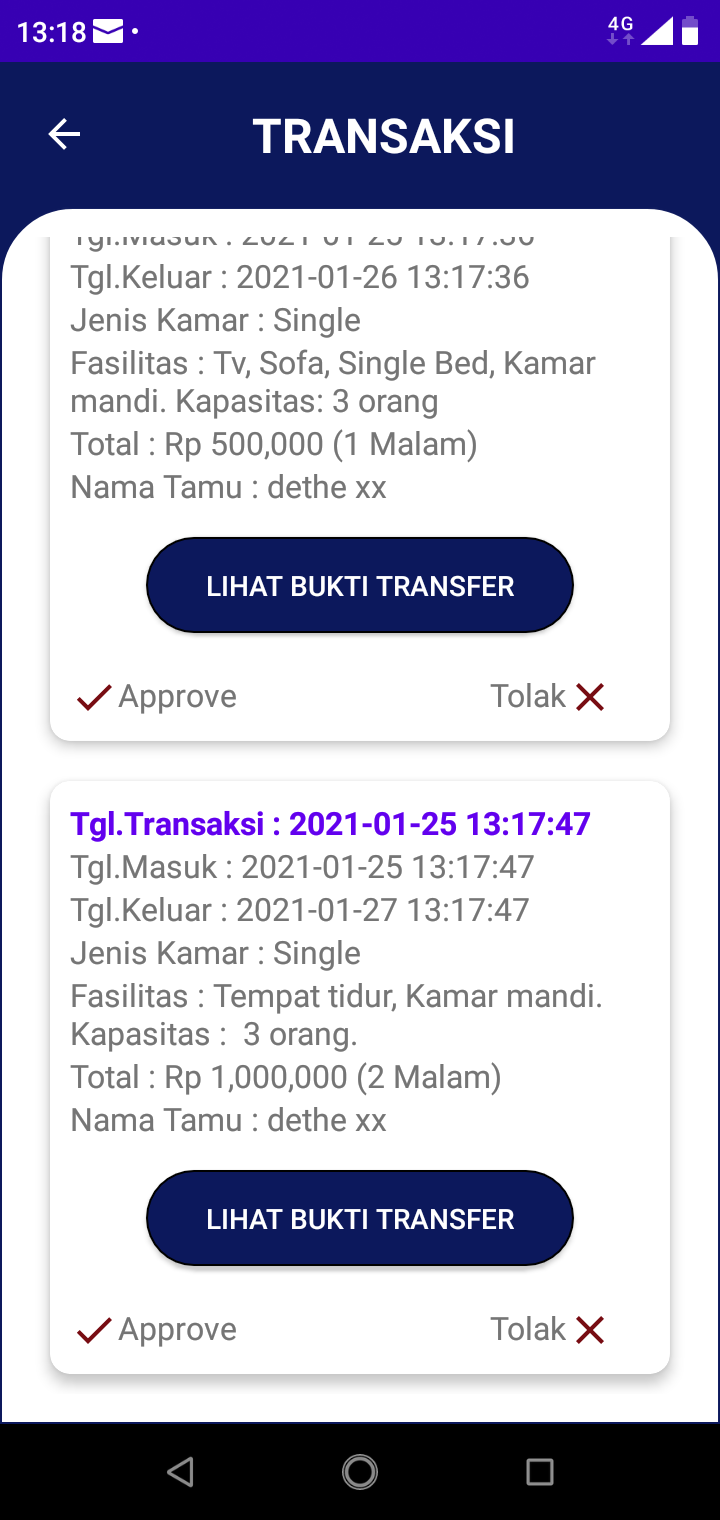 13:18
4G
TRANSAKSI
Tgl.Masuk : 2021-01-25 13:17:36
Tgl.Keluar : 2021-01-26 13:17:36
Jenis Kamar : Single
Fasilitas : Tv, Sofa, Single Bed, Kamar
mandi. Kapasitas: 3 orang
Total : Rp 500,000 (1 Malam)
Nama Tamu : dethe xx
LIHAT BUKTI TRANSFER
Approve Tolak
Tgl.Transaksi : 2021-01-25 13:17:47
Tgl.Masuk : 2021-01-25 13:17:47
Tgl.Keluar : 2021-01-27 13:17:47
Jenis Kamar : Single
Fasilitas : Tempat tidur, Kamar mandi.
Kapasitas :  3 orang.
Total : Rp 1,000,000 (2 Malam)
Nama Tamu : dethe xx
LIHAT BUKTI TRANSFER
Approve Tolak